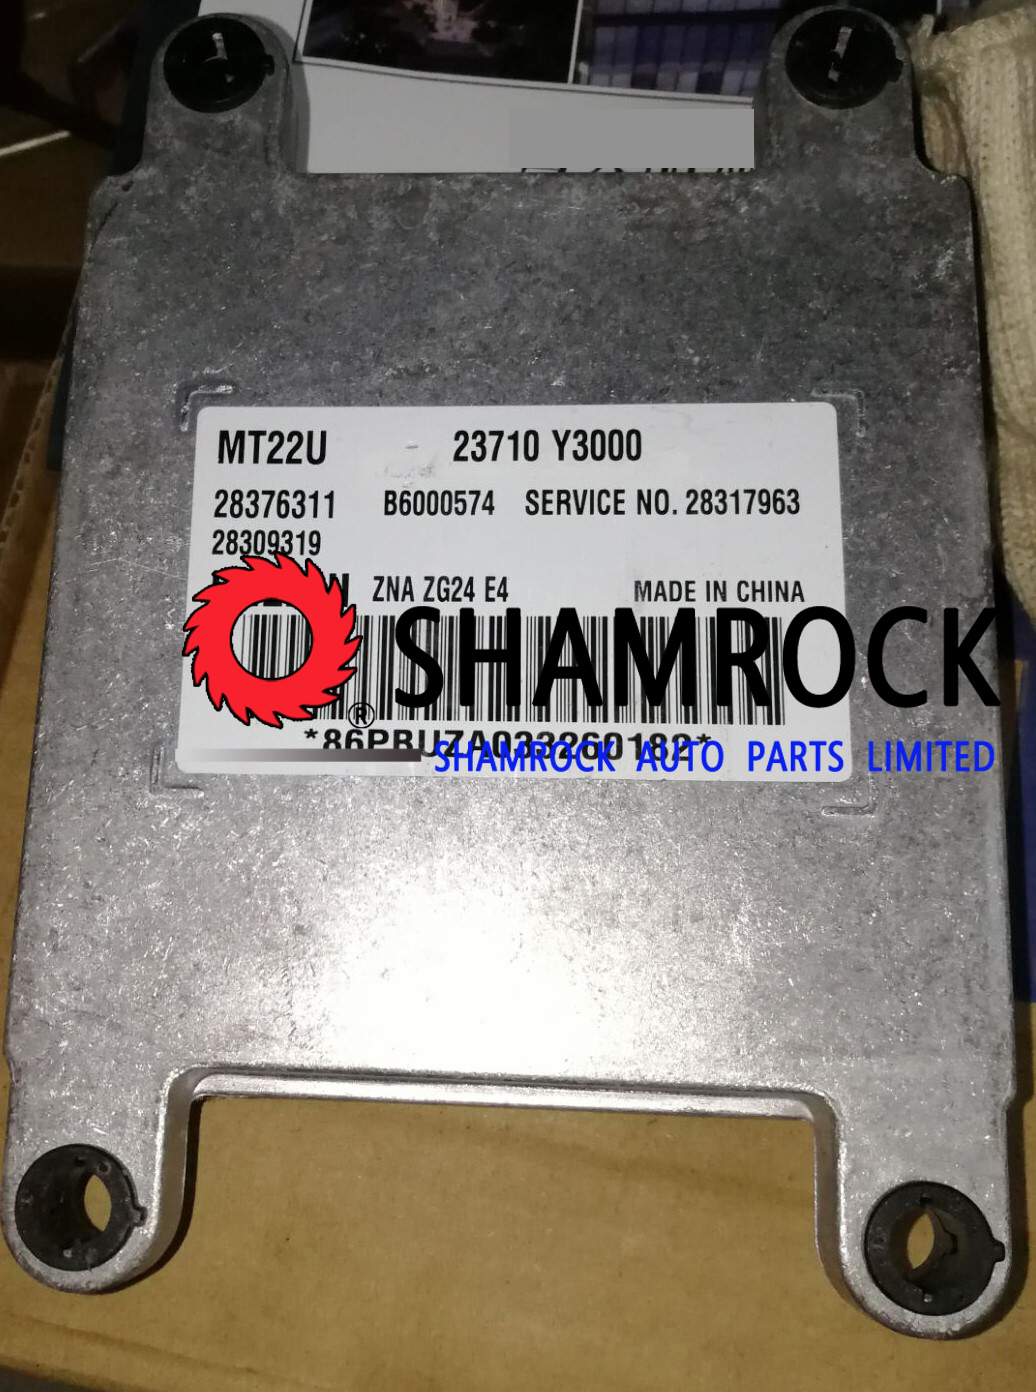 MT22U 23710 Y3000
28376311 B6000574 SERVICE NO. 28317963
28309319
ZNA ZG24 E4 MADE IN CHINA
SHAMROCK
®
*86PBUZA033260182*
SHAMROCK AUTO PARTS LIMITED